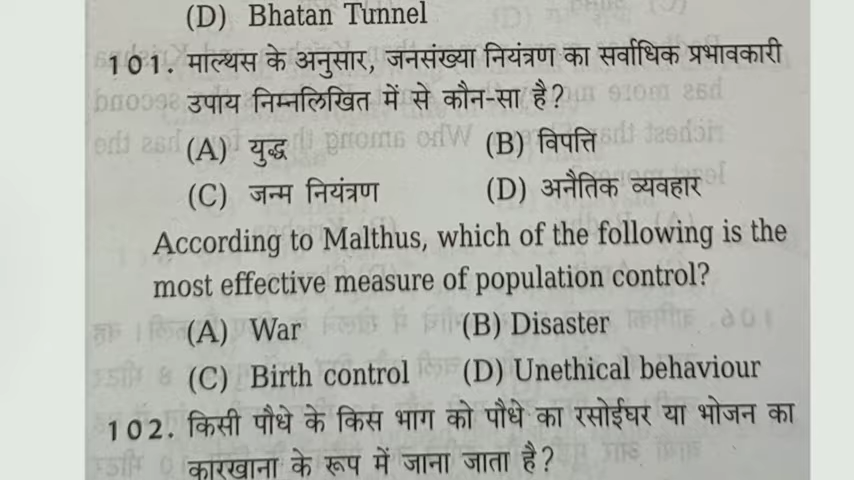 (D) Bhatan Tunnel
101. माल्थस के अनुसार, जनसंख्या नियंत्रण का सर्वाधिक प्रभावकारी
उपाय निम्नलिखित में से कौन-सा है?
(A) युद्ध (B) विपत्ति
(C) जन्म नियंत्रण (D) अनैतिक व्यवहार
According to Malthus, which of the following is the
most effective measure of population control?
(A) War (B) Disaster
(C) Birth control (D) Unethical behaviour
102. किसी पौधे के किस भाग को पौधे का रसोईघर या भोजन का
कारखाना के रूप में जाना जाता है?